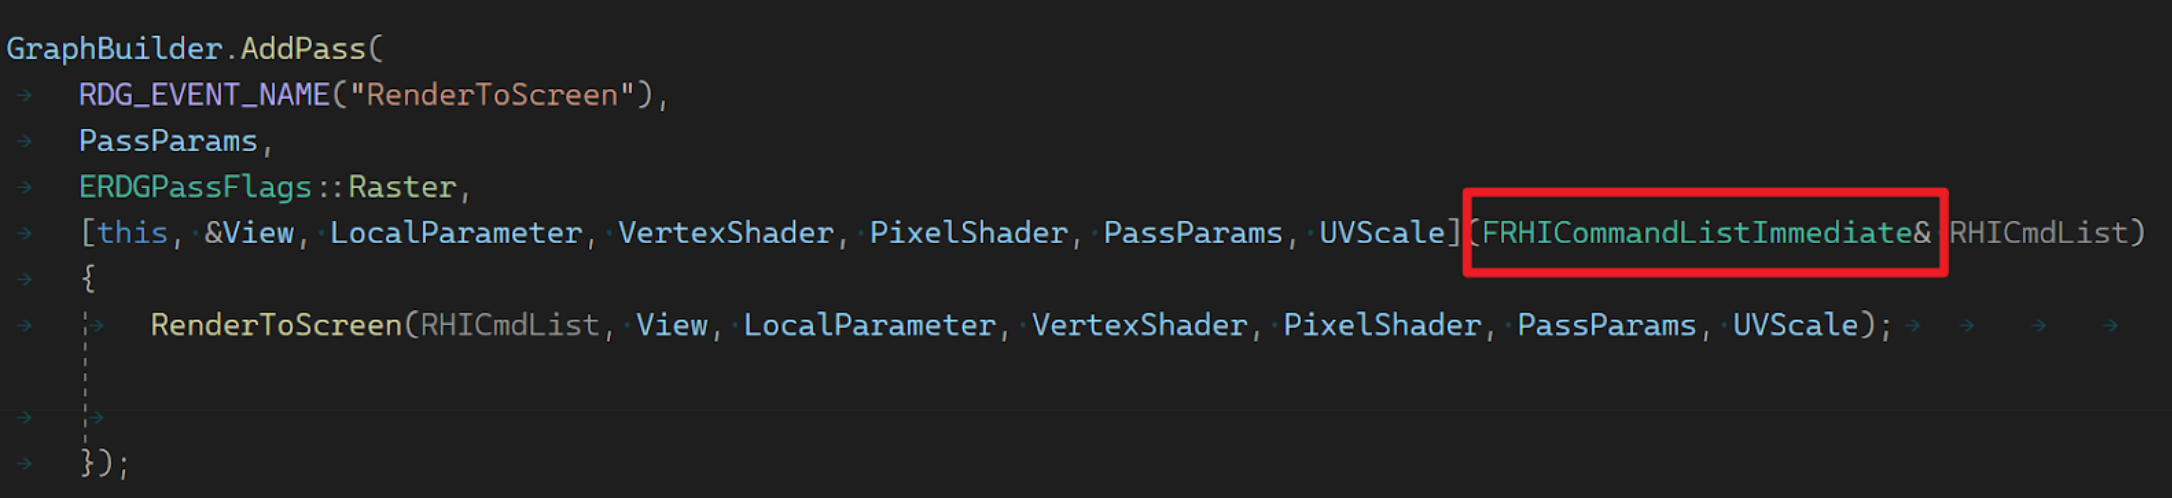 GraphBuilder.AddPass(
RDG_EVENT_NAME("RenderToScreen"),
PassParams,
ERDGPassFlags::Raster,
[this, &View, LocalParameter, VertexShader, PixelShader, PassParams, UVScale](FRHICommandListImmediate& RHICmdList)
{
RenderToScreen(RHICmdList, View, LocalParameter, VertexShader, PixelShader, PassParams, UVScale);
});